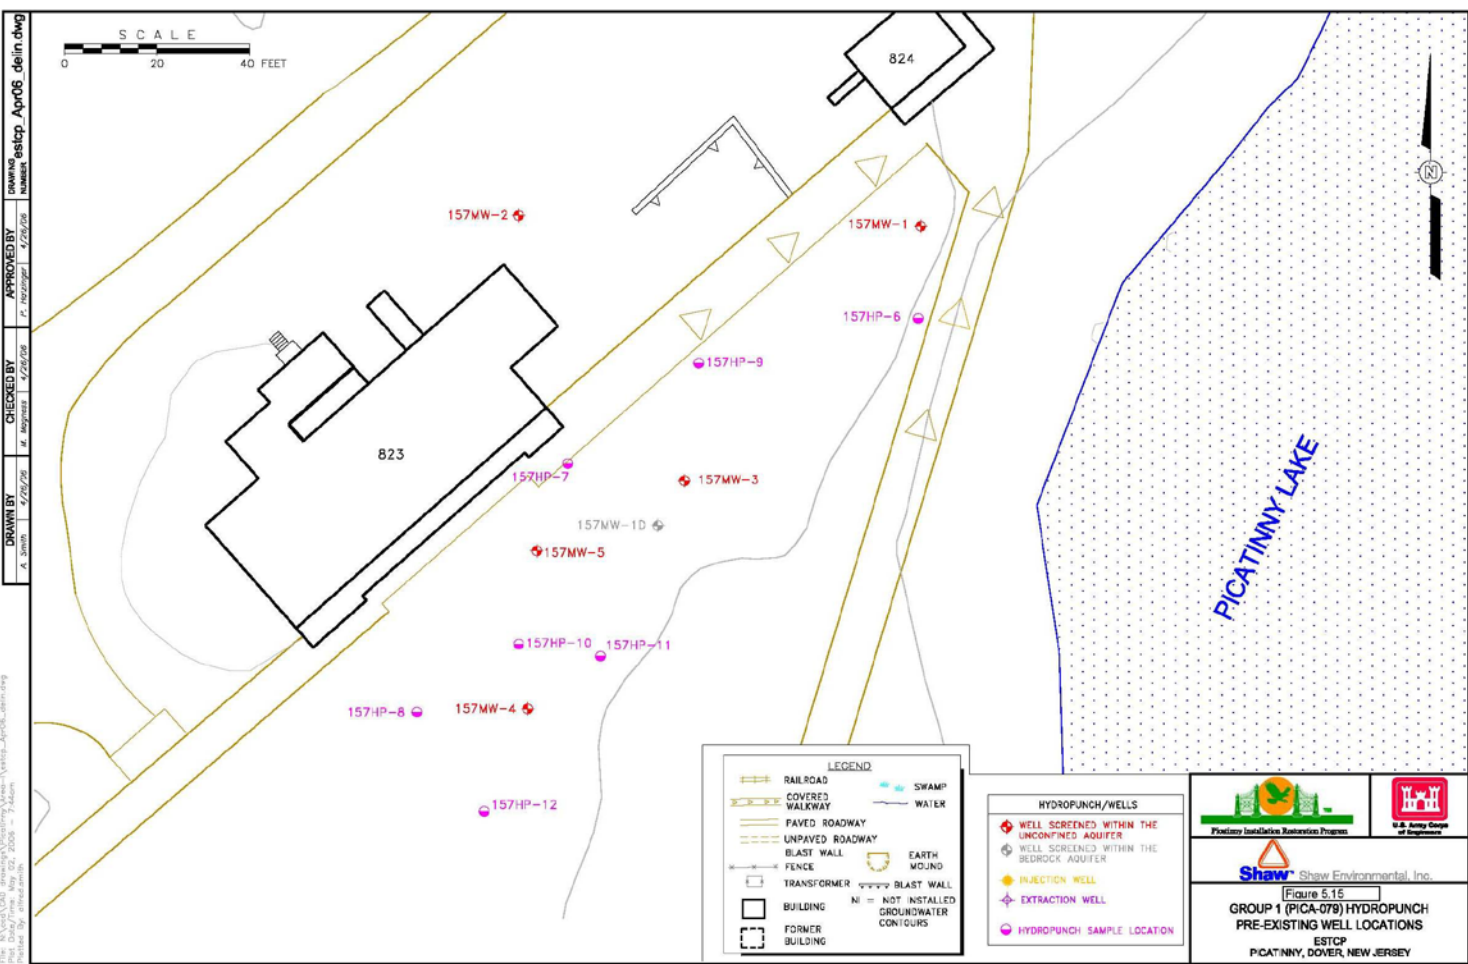 SCALE
0 20 40 FEET
DRAWING
NUMBER estcp_Apr06_delin.dwg
APPROVED BY
4/26/06
CHECKED BY
M. Magness 4/26/06
DRAWN BY
A. Smith 4/26/06
824
823
157MW-2
157MW-1
157HP-6
157HP-9
157HP-7
157MW-3
157MW-1D
157MW-5
157HP-10
157HP-11
157HP-8
157MW-4
157HP-12
N
PICATINNY LAKE
LEGEND
RAILROAD
COVERED
WALKWAY
PAVED ROADWAY
UNPAVED ROADWAY
BLAST WALL
FENCE
TRANSFORMER
BUILDING
FORMER
BUILDING
SWAMP
WATER
EARTH
MOUND
BLAST WALL
NI = NOT INSTALLED
GROUNDWATER
CONTOURS
HYDROPUNCH/WELLS
WELL SCREENED WITHIN THE
UNCONFINED AQUIFER
WELL SCREENED WITHIN THE
BEDROCK AQUIFER
INJECTION WELL
EXTRACTION WELL
HYDROPUNCH SAMPLE LOCATION
Picatinny Installation Restoration Program
U.S. Army Corps
of Engineers
Shaw Shaw Environmental, Inc.
Figure 5.15
GROUP 1 (PICA-079) HYDROPUNCH
PRE-EXISTING WELL LOCATIONS
ESTCP
PICATINNY, DOVER, NEW JERSEY